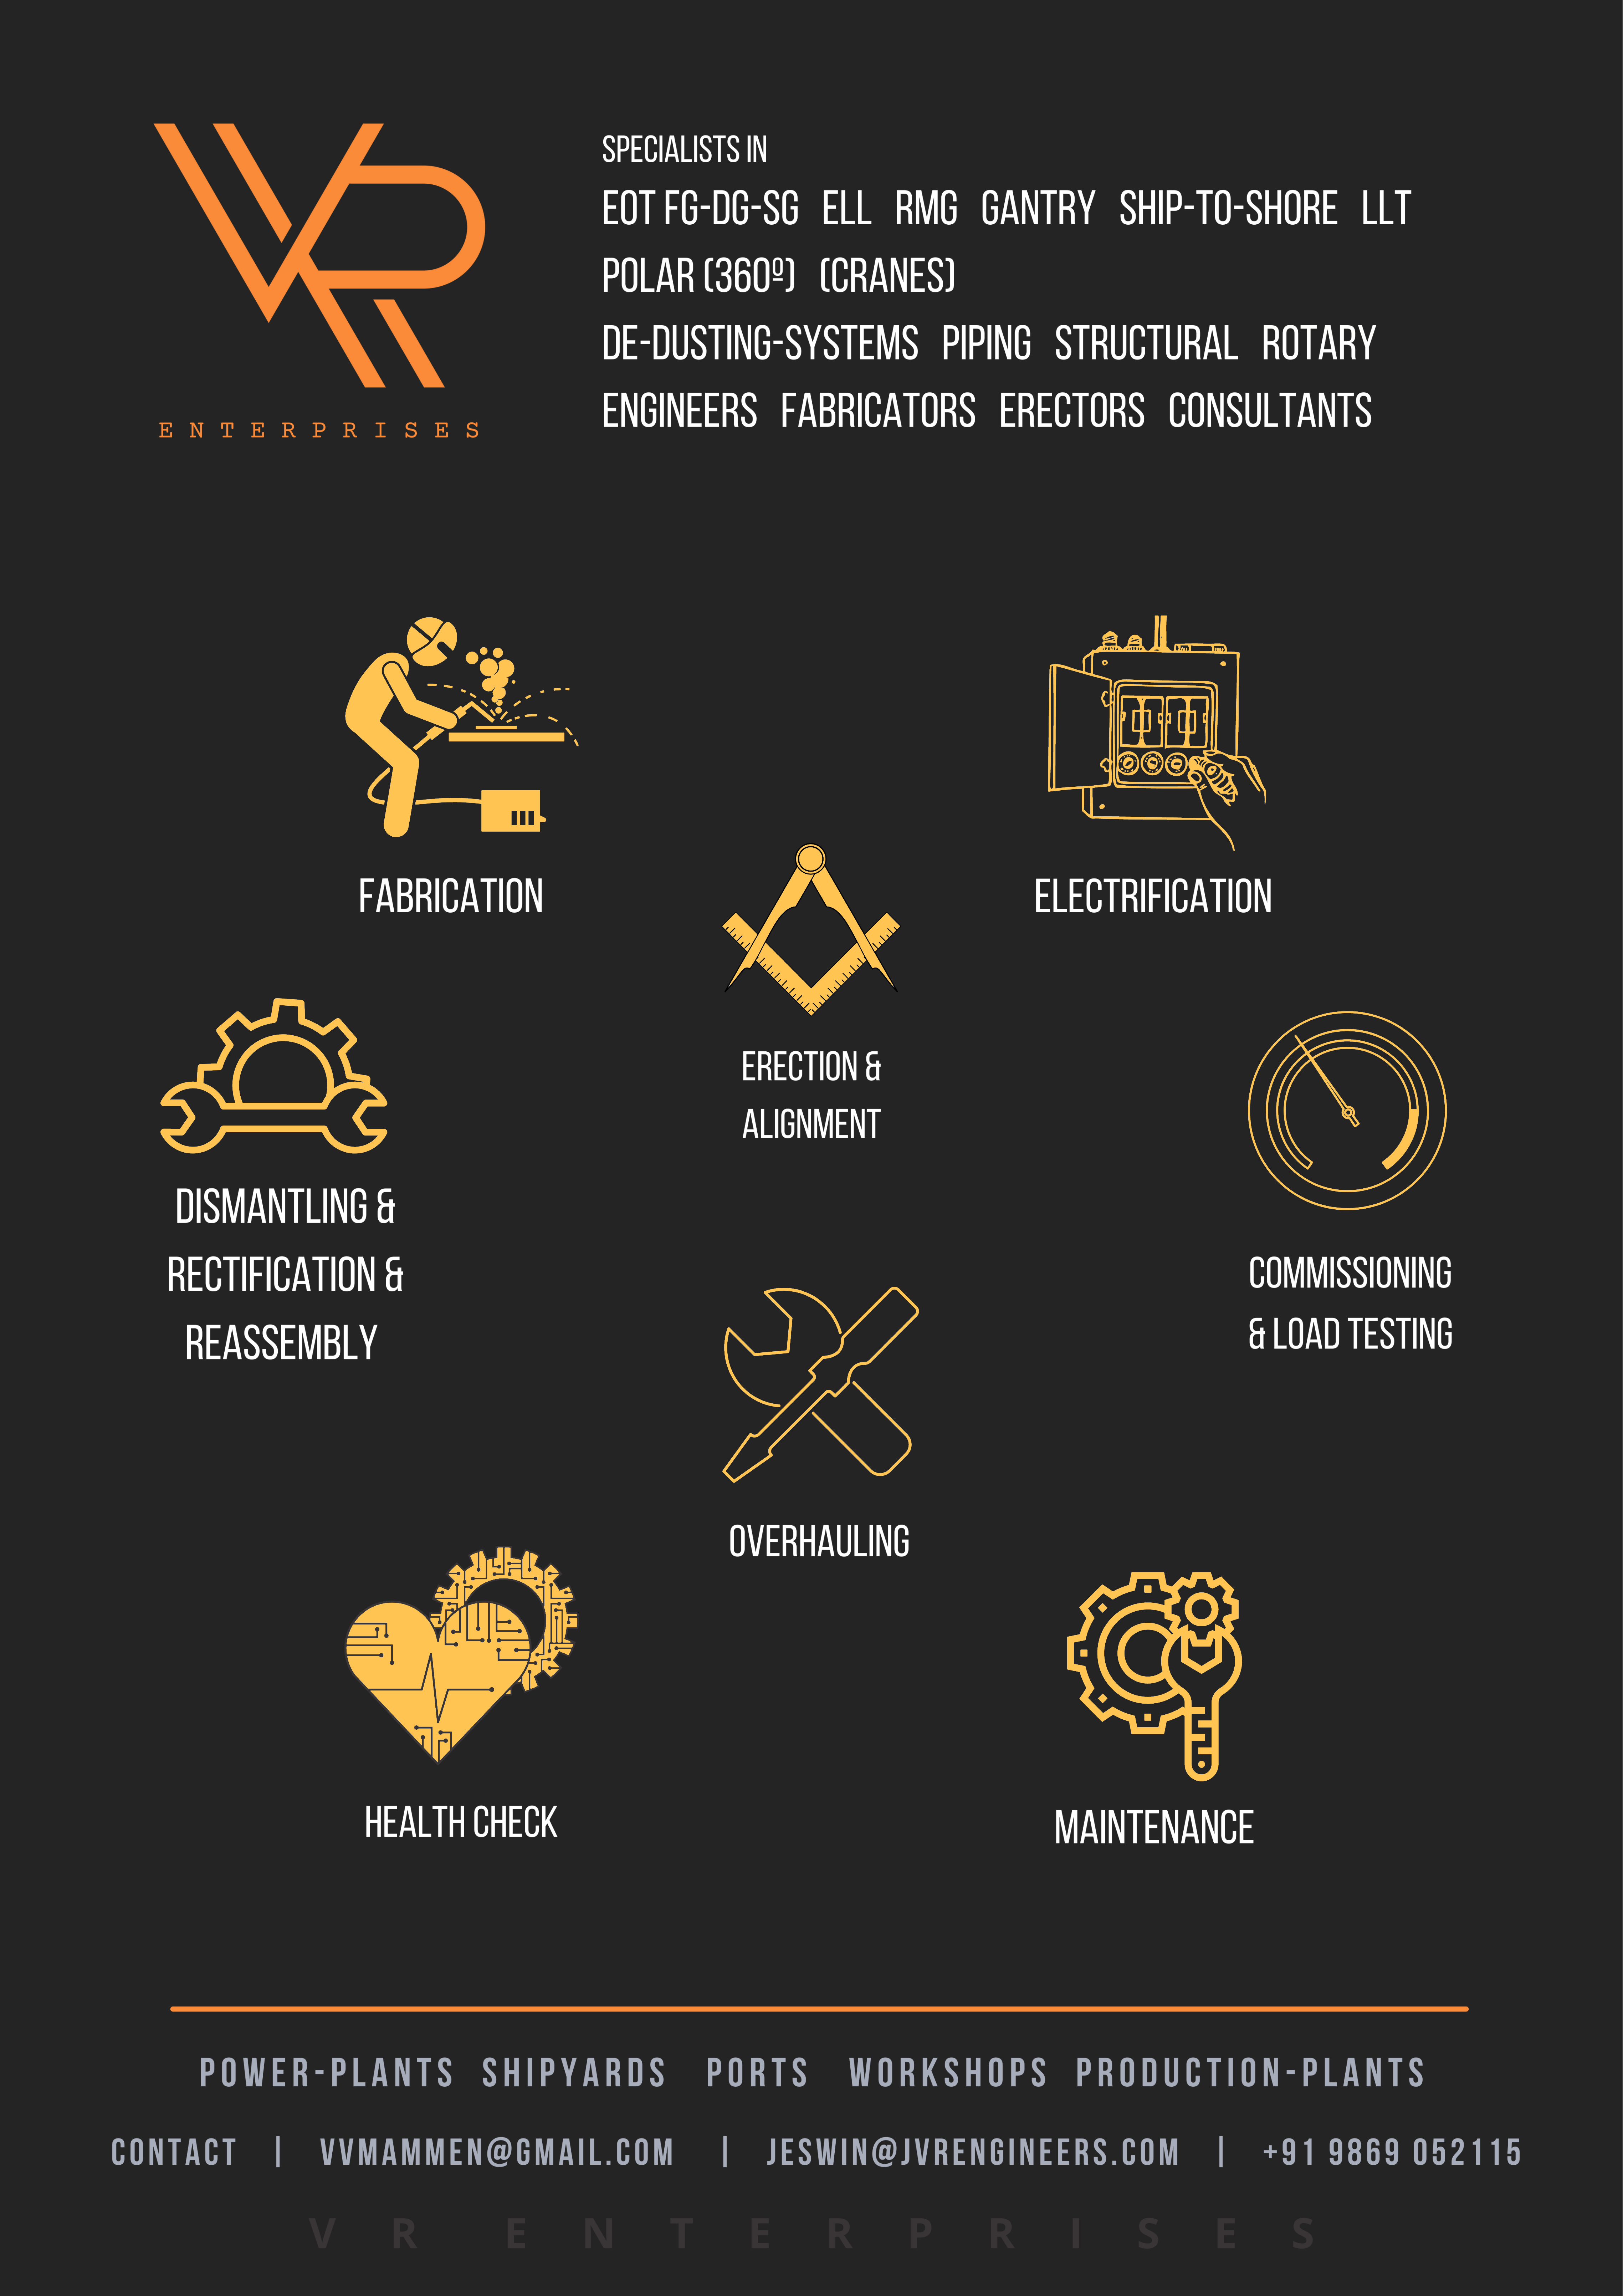 VR
ENTERPRISES
SPECIALISTS IN
EOT FG-DG-SG ELL RMG GANTRY SHIP-TO-SHORE LLT
POLAR (360º) (CRANES)
DE-DUSTING-SYSTEMS PIPING STRUCTURAL ROTARY
ENGINEERS FABRICATORS ERECTORS CONSULTANTS
FABRICATION
ELECTRIFICATION
ERECTION &
ALIGNMENT
DISMANTLING &
RECTIFICATION &
REASSEMBLY
COMMISSIONING
& LOAD TESTING
OVERHAULING
HEALTH CHECK
MAINTENANCE
POWER-PLANTS SHIPYARDS PORTS WORKSHOPS PRODUCTION-PLANTS
CONTACT | VVMAMMEN@GMAIL.COM | JESWIN@JVRENGINEERS.COM | +91 9869 052115
VR ENTERPRISES